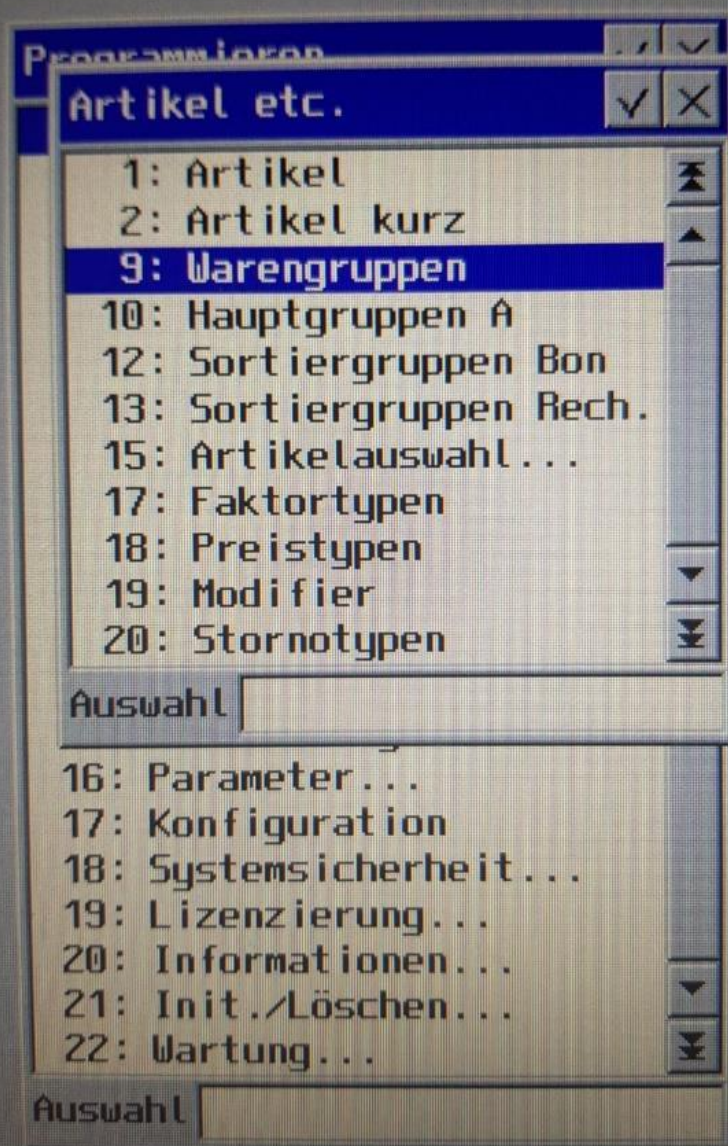 Programmieren
Artikel etc.
1: Artikel
2: Artikel kurz
9: Warengruppen
10: Hauptgruppen A
12: Sortiergruppen Bon
13: Sortiergruppen Rech.
15: Artikelauswahl...
17: Faktortypen
18: Preistypen
19: Modifier
20: Stornotypen
Auswahl
16: Parameter...
17: Konfiguration
18: Systemsicherheit...
19: Lizenzierung...
20: Informationen...
21: Init./Löschen...
22: Wartung...
Auswahl